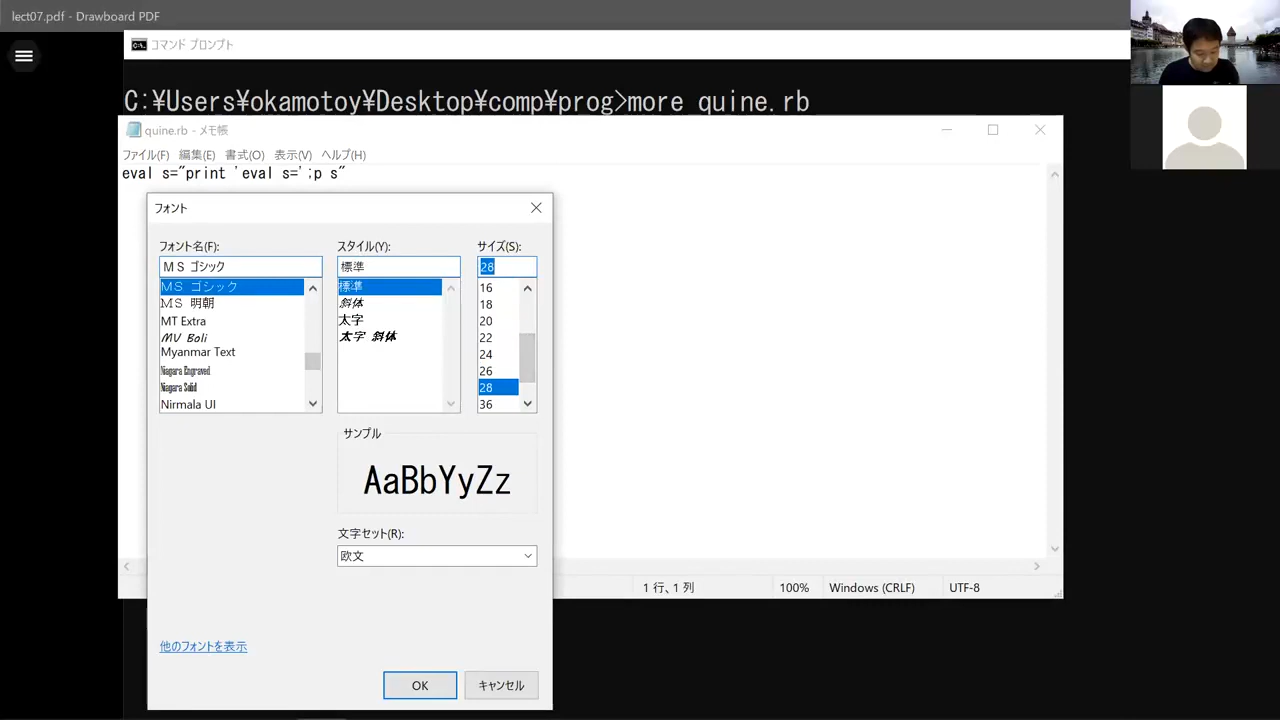 lect07.pdf - Drawboard PDF
コマンド プロンプト
C:¥Users¥okamotoy¥Desktop¥comp¥prog>more quine.rb
quine.rb - メモ帳
ファイル(F) 編集(E) 書式(O) 表示(V) ヘルプ(H)
eval s="print 'eval s=';p s"
フォント
フォント名(F):
ＭＳ ゴシック
ＭＳ ゴシック
ＭＳ 明朝
MT Extra
MV Boli
Myanmar Text
Niagara Engraved
Niagara Solid
Nirmala UI
スタイル(Y):
標準
標準
斜体
太字
太字 斜体
サイズ(S):
28
16
18
20
22
24
26
28
36
サンプル
AaBbYyZz
文字セット(R):
欧文
他のフォントを表示
OK キャンセル
1 行、1 列 100% Windows (CRLF) UTF-8